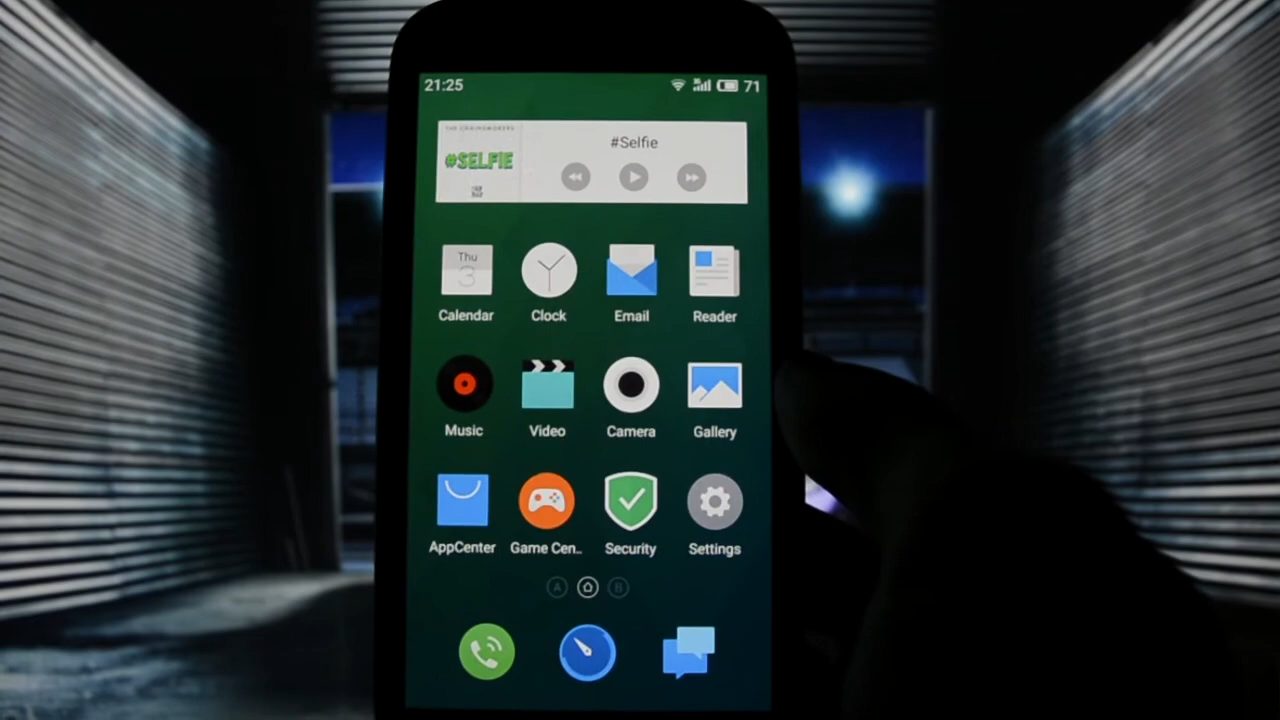 21:25
71
THE CHAINSMOKERS
#SELFIE
#Selfie
Thu
3
Calendar
Clock
Email
Reader
Music
Video
Camera
Gallery
AppCenter
Game Cen..
Security
Settings
A
B